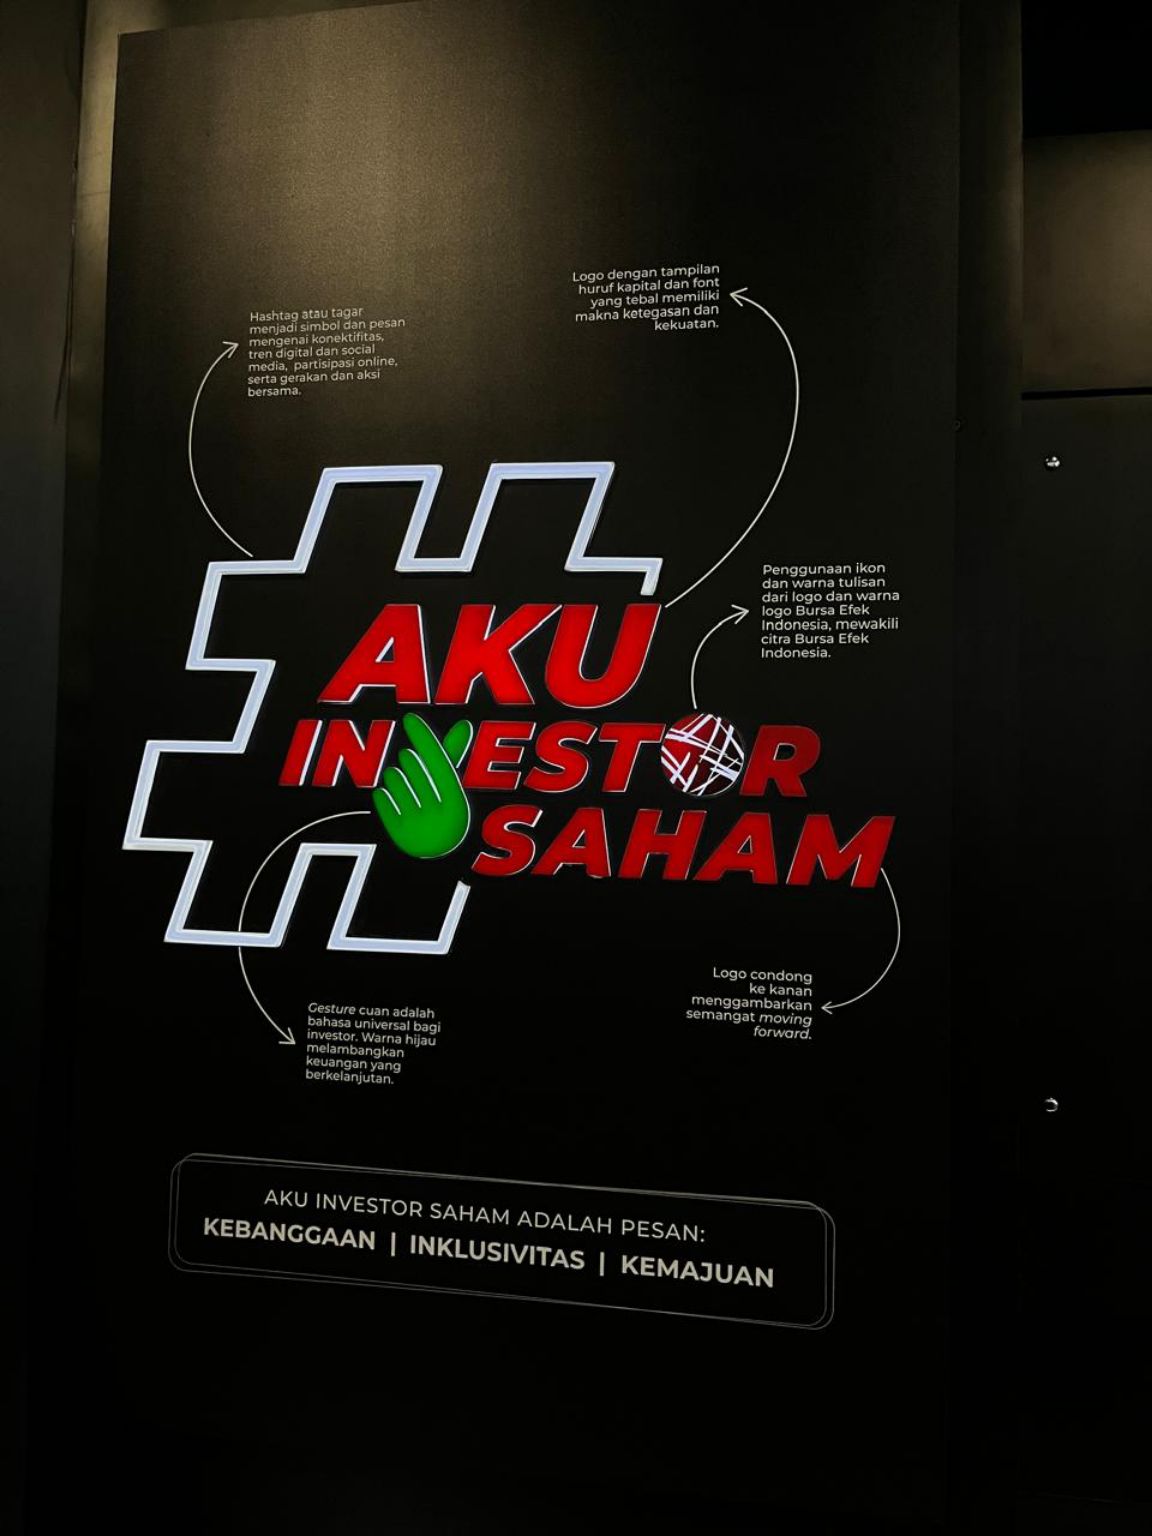 Logo dengan tampilan
huruf kapital dan font
yang tebal memiliki
makna ketegasan dan
kekuatan.
Hashtag atau tagar
menjadi simbol dan pesan
mengenai konektifitas,
tren digital dan social
media, partisipasi online,
serta gerakan dan aksi
bersama.
Penggunaan ikon
dan warna tulisan
dari logo dan warna
logo Bursa Efek
Indonesia, mewakili
citra Bursa Efek
Indonesia.
#
AKU
INVESTOR
SAHAM
Logo condong
ke kanan
menggambarkan
semangat moving
forward.
Gesture cuan adalah
bahasa universal bagi
investor. Warna hijau
melambangkan
keuangan yang
berkelanjutan.
AKU INVESTOR SAHAM ADALAH PESAN:
KEBANGGAAN | INKLUSIVITAS | KEMAJUAN